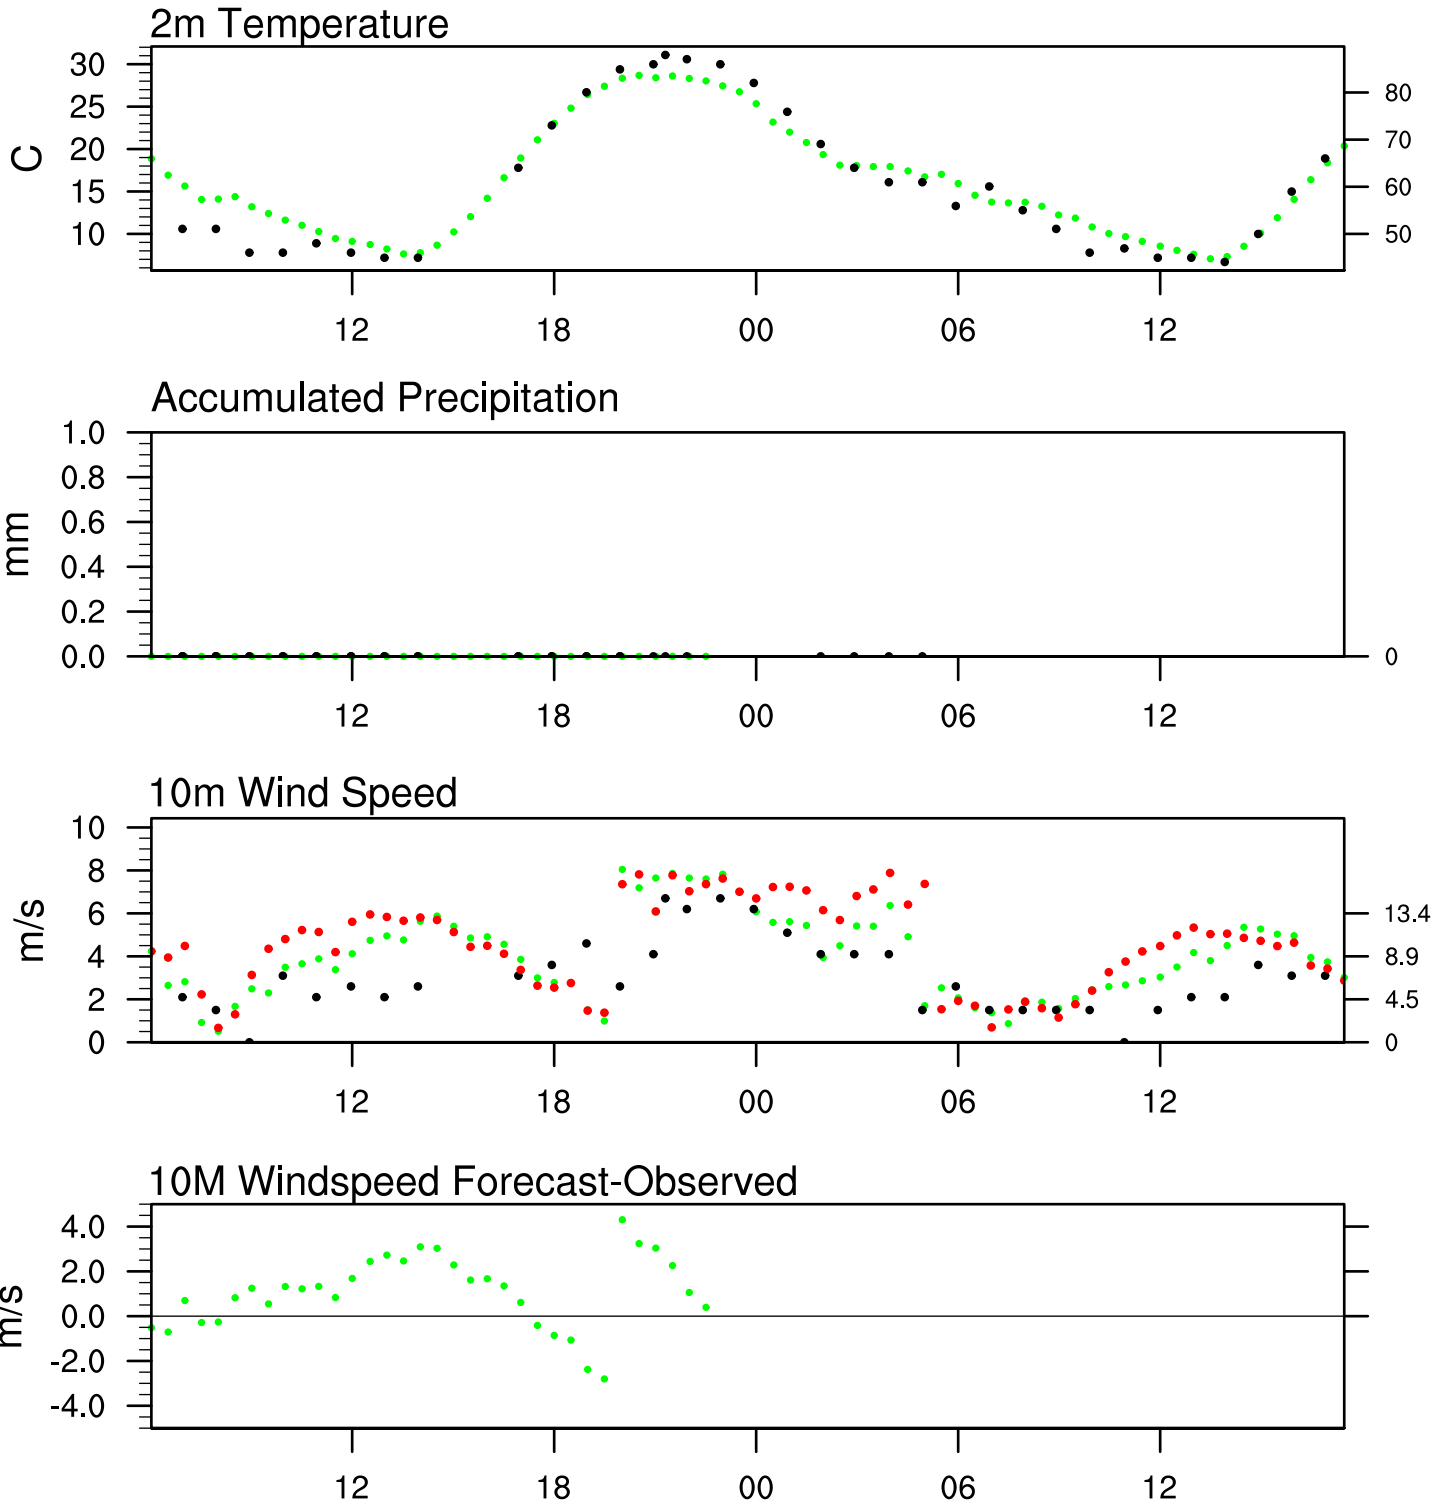 2m Temperature
30
25
20
15
10
C
80
70
60
50
12 18 00 06 12
Accumulated Precipitation
1.0
0.8
0.6
0.4
0.2
0.0
mm
0
12 18 00 06 12
10m Wind Speed
10
8
6
4
2
0
m/s
13.4
8.9
4.5
0
12 18 00 06 12
10M Windspeed Forecast-Observed
4.0
2.0
0.0
-2.0
-4.0
m/s
12 18 00 06 12